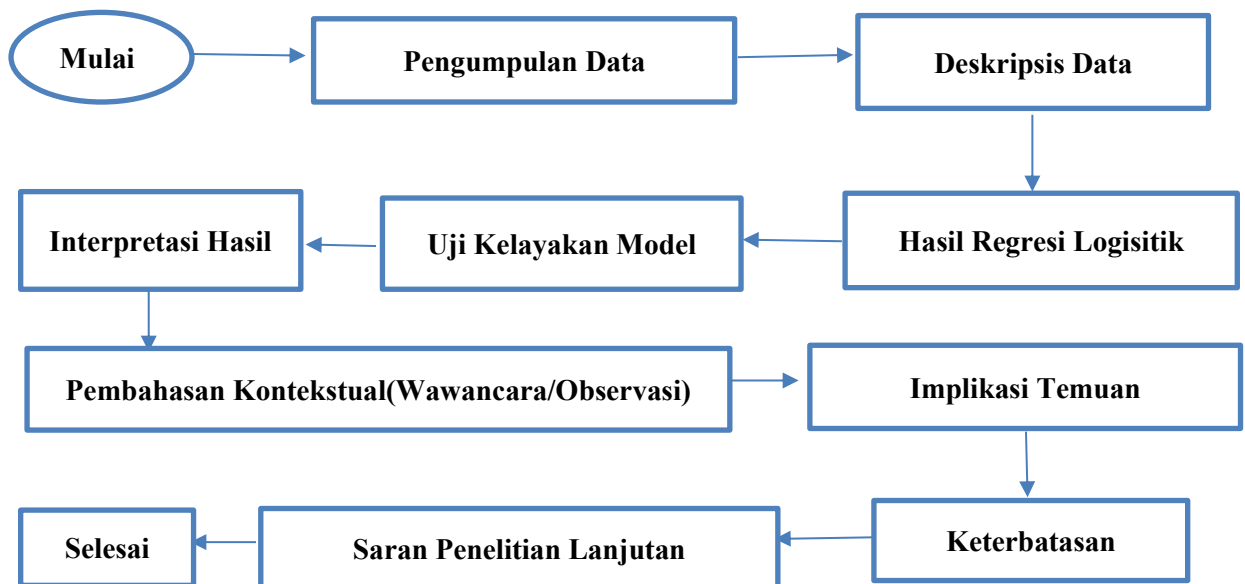 Mulai
Pengumpulan Data
Deskripsis Data
Hasil Regresi Logisitik
Uji Kelayakan Model
Interpretasi Hasil
Pembahasan Kontekstual(Wawancara/Observasi)
Implikasi Temuan
Keterbatasan
Saran Penelitian Lanjutan
Selesai